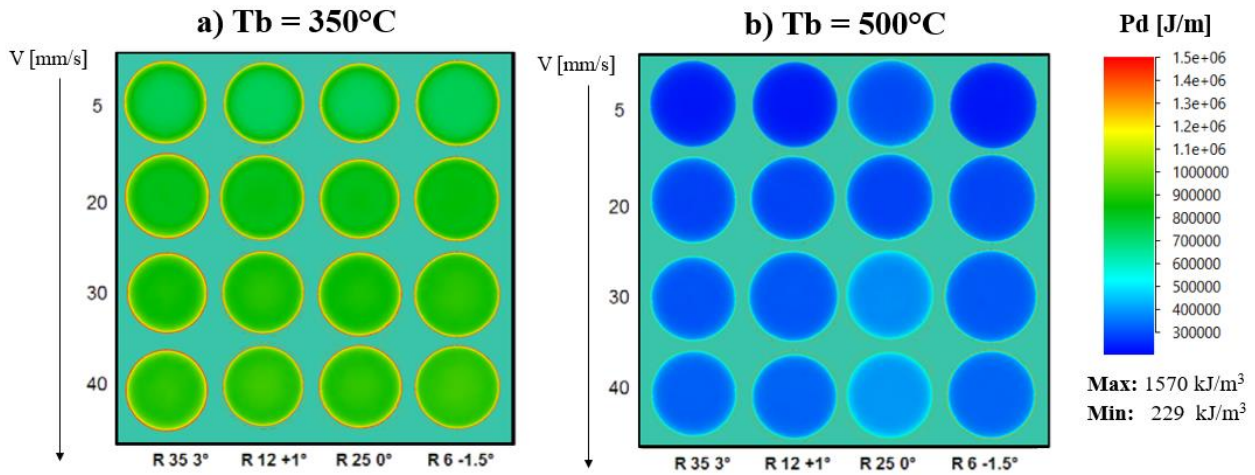 a) Tb = 350°C
V [mm/s]
5
20
30
40
R 35 3°
R 12 +1°
R 25 0°
R 6 -1.5°
b) Tb = 500°C
V [mm/s]
5
20
30
40
R 35 3°
R 12 +1°
R 25 0°
R 6 -1.5°
Pd [J/m]
1.5e+06
1.4e+06
1.3e+06
1.2e+06
1.1e+06
1000000
900000
800000
700000
600000
500000
400000
300000
Max: 1570 kJ/m³
Min: 229 kJ/m³